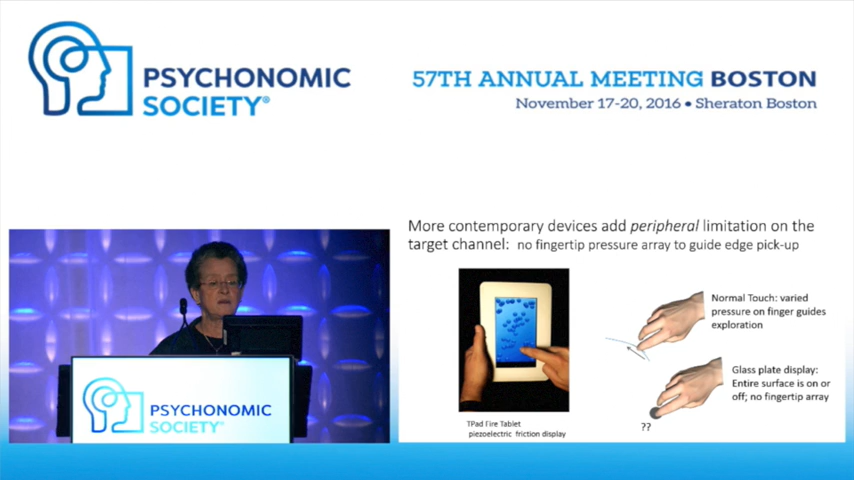 PSYCHONOMIC
SOCIETY®
57TH ANNUAL MEETING BOSTON
November 17-20, 2016 • Sheraton Boston
More contemporary devices add peripheral limitation on the
target channel: no fingertip pressure array to guide edge pick-up
Normal Touch: varied
pressure on finger guides
exploration
Glass plate display:
Entire surface is on or
off; no fingertip array
??
TPad Fire Tablet
piezoelectric friction display
PSYCHONOMIC
SOCIETY®